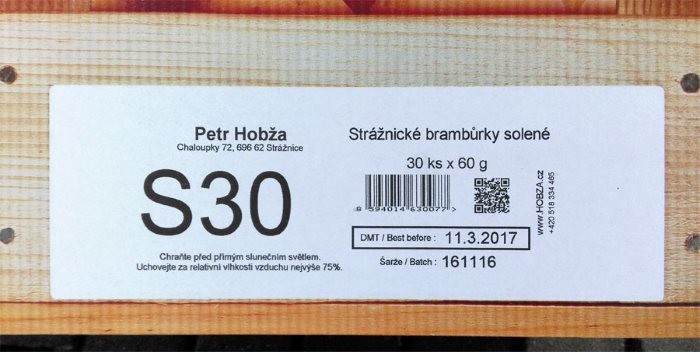 Petr Hobža
Chaloupky 72, 696 62 Strážnice
S30
Chraňte před přímým slunečním světlem.
Uchovejte za relativní vlhkosti vzduchu nejvýše 75%.
Strážnické brambůrky solené
30 ks x 60 g
8 594014 630077 >
DMT / Best before : 11.3.2017
Šarže / Batch : 161116
www.HOBZA.cz
+420 518 334 465